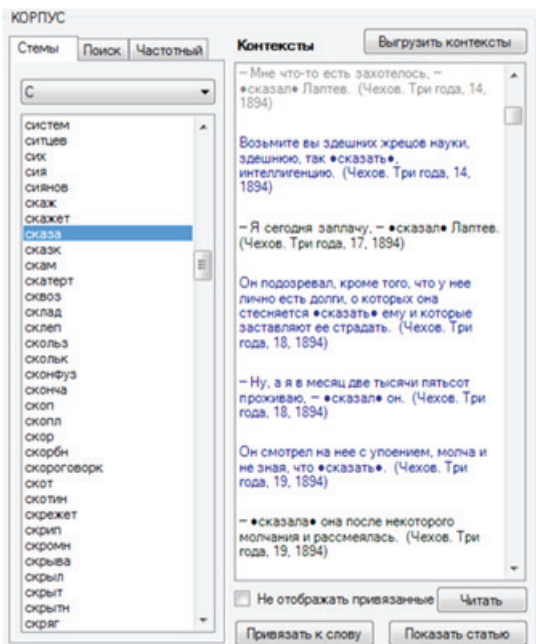 КОРПУС
Стемы
Поиск
Частотный
С
систем
ситцев
сих
сия
сиянов
скаж
скажет
сказа
сказк
скам
скатерт
сквоз
склад
склеп
скольз
скольк
сконфуз
сконча
скоп
скопл
скор
скорбн
скороговорк
скот
скотин
скрежет
скрип
скромн
скрыва
скрыл
скрыт
скрытн
скряг
Контексты
Выгрузить контексты
– Мне что-то есть захотелось, –
•сказал• Лаптев. (Чехов. Три года, 14,
1894)
Возьмите вы здешних жрецов науки,
здешнюю, так •сказать•,
интеллигенцию. (Чехов. Три года, 14,
1894)
– Я сегодня заплачу, – •сказал• Лаптев.
(Чехов. Три года, 17, 1894)
Он подозревал, кроме того, что у нее
лично есть долги, о которых она
стесняется •сказать• ему и которые
заставляют ее страдать. (Чехов. Три
года, 18, 1894)
– Ну, а я в месяц две тысячи пятьсот
проживаю, – •сказал• он. (Чехов. Три
года, 18, 1894)
Он смотрел на нее с упоением, молча и
не зная, что •сказать•. (Чехов. Три
года, 19, 1894)
– •сказала• она после некоторого
молчания и рассмеялась. (Чехов. Три
года, 19, 1894)
Не отображать привязанные
Читать
Привязать к слову
Показать статью